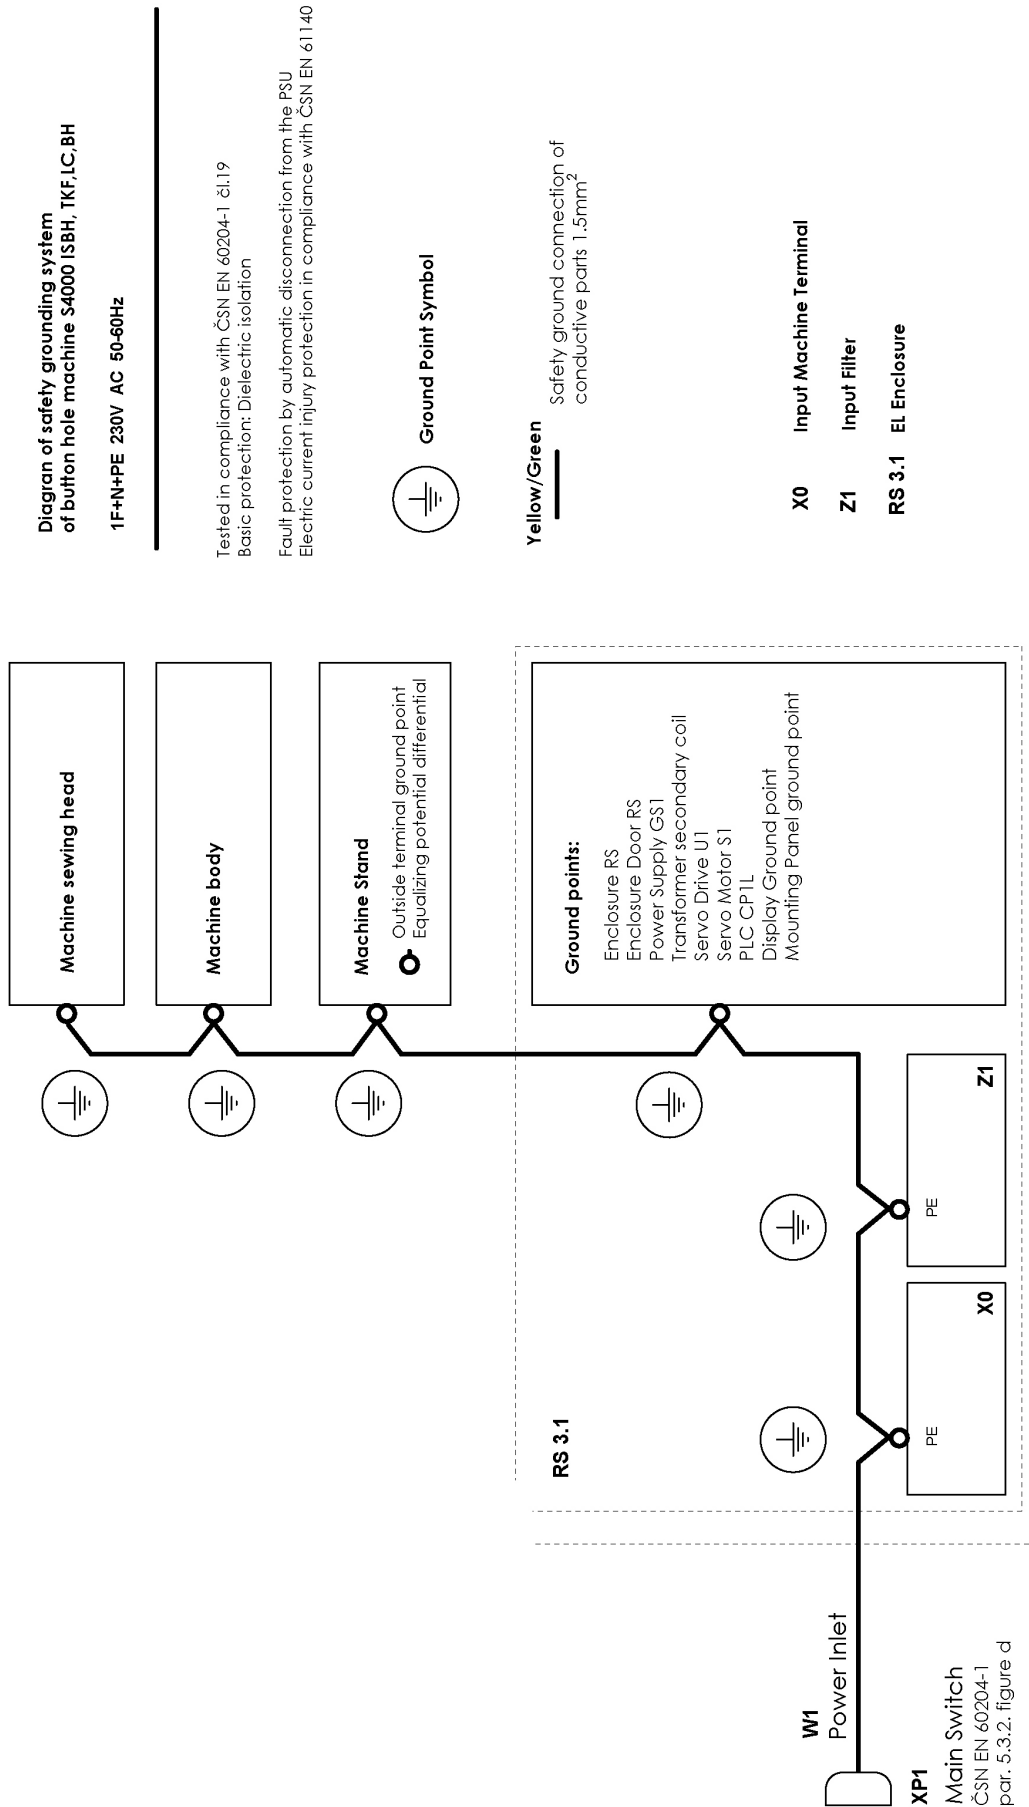 Diagran of safety grounding system
of button hole machine S4000 ISBH, TKF,LC,BH
1F+N+PE 230V AC 50-60Hz
Tested in compliance with ČSN EN 60204-1 čl.19
Basic protection: Dielectric isolation
Fault protection by automatic disconnection from the PSU
Electric current injury protection in compliance with ČSN EN 61140
Ground Point Symbol
Yellow/Green
Safety ground connection of
conductive parts 1.5mm²
X0 Input Machine Terminal
Z1 Input Filter
RS 3.1 EL Enclosure
Machine sewing head
Machine body
Machine Stand
Outside terminal ground point
Equalizing potential differential
Ground points:
Enclosure RS
Enclosure Door RS
Power Supply GS1
Transformer secondary coil
Servo Drive U1
Servo Motor S1
PLC CP1L
Display Ground point
Mounting Panel ground point
RS 3.1
PE
Z1
PE
X0
W1
Power Inlet
XP1
Main Switch
ČSN EN 60204-1
par. 5.3.2. figure d